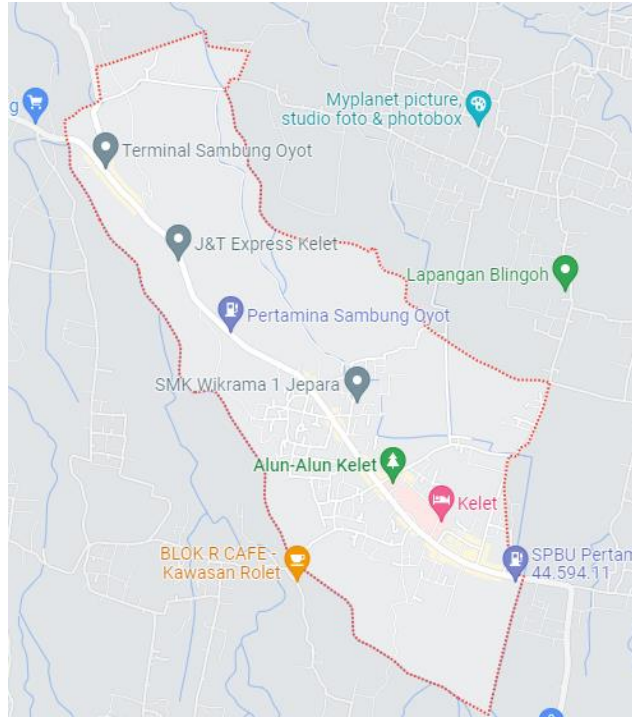 g
Myplanet picture,
studio foto & photobox
Terminal Sambung Oyot
J&T Express Kelet
Lapangan Blingoh
Pertamina Sambung Oyot
SMK Wikrama 1 Jepara
Alun-Alun Kelet
Kelet
BLOK R CAFE -
Kawasan Rolet
SPBU Pertam
44.594.11